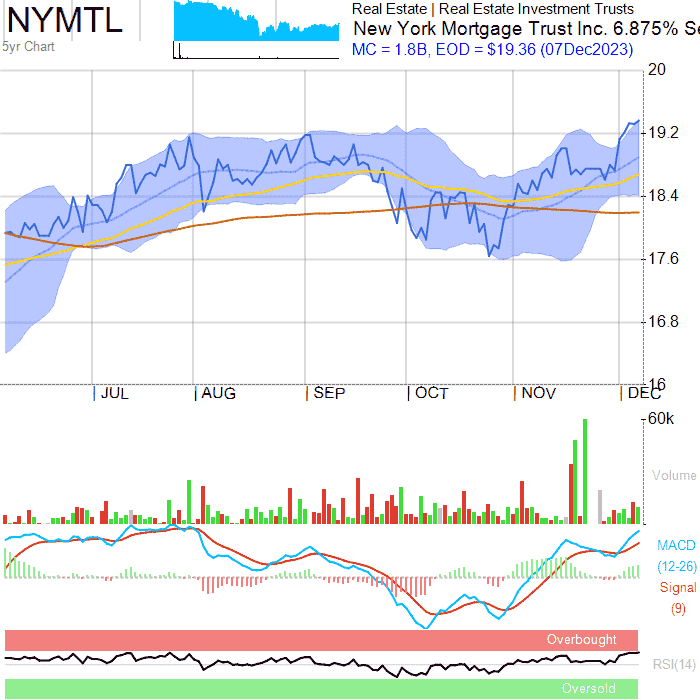 NYMTL
5yr Chart
Real Estate | Real Estate Investment Trusts
New York Mortgage Trust Inc. 6.875% Se
MC = 1.8B, EOD = $19.36 (07Dec2023)
20
19.2
18.4
17.6
16.8
16
JUL AUG SEP OCT NOV DEC
60k
Volume
MACD
(12-26)
Signal
(9)
Overbought
RSI(14)
Oversold